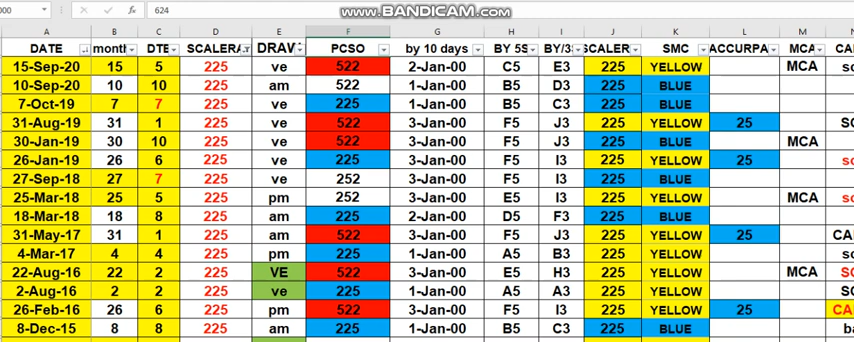 000 fx 624
www.BANDICAM.com
A B C D E F G H I J K L M N
DATE month DTE SCALERA DRAW PCSO by 10 days BY 5S BY/3 SCALER SMC ACCURPA MCA CA
15-Sep-20 15 5 225 ve 522 2-Jan-00 C5 E3 225 YELLOW MCA sc
10-Sep-20 10 10 225 am 522 1-Jan-00 B5 D3 225 BLUE
7-Oct-19 7 7 225 ve 225 1-Jan-00 B5 C3 225 BLUE
31-Aug-19 31 1 225 ve 522 3-Jan-00 F5 J3 225 YELLOW 25 SC
30-Jan-19 30 10 225 ve 522 3-Jan-00 F5 J3 225 BLUE MCA
26-Jan-19 26 6 225 ve 225 3-Jan-00 F5 I3 225 YELLOW 25 sc
27-Sep-18 27 7 225 ve 252 3-Jan-00 F5 I3 225 BLUE
25-Mar-18 25 5 225 pm 252 3-Jan-00 E5 I3 225 YELLOW MCA sc
18-Mar-18 18 8 225 am 225 2-Jan-00 D5 F3 225 BLUE
31-May-17 31 1 225 am 522 3-Jan-00 F5 J3 225 YELLOW 25 CA
4-Mar-17 4 4 225 pm 225 1-Jan-00 A5 B3 225 YELLOW sc
22-Aug-16 22 2 225 VE 522 3-Jan-00 E5 H3 225 YELLOW MCA SC
2-Aug-16 2 2 225 ve 225 1-Jan-00 A5 A3 225 YELLOW SC
26-Feb-16 26 6 225 pm 522 3-Jan-00 F5 I3 225 YELLOW 25 CA
8-Dec-15 8 8 225 am 225 1-Jan-00 B5 C3 225 BLUE ba